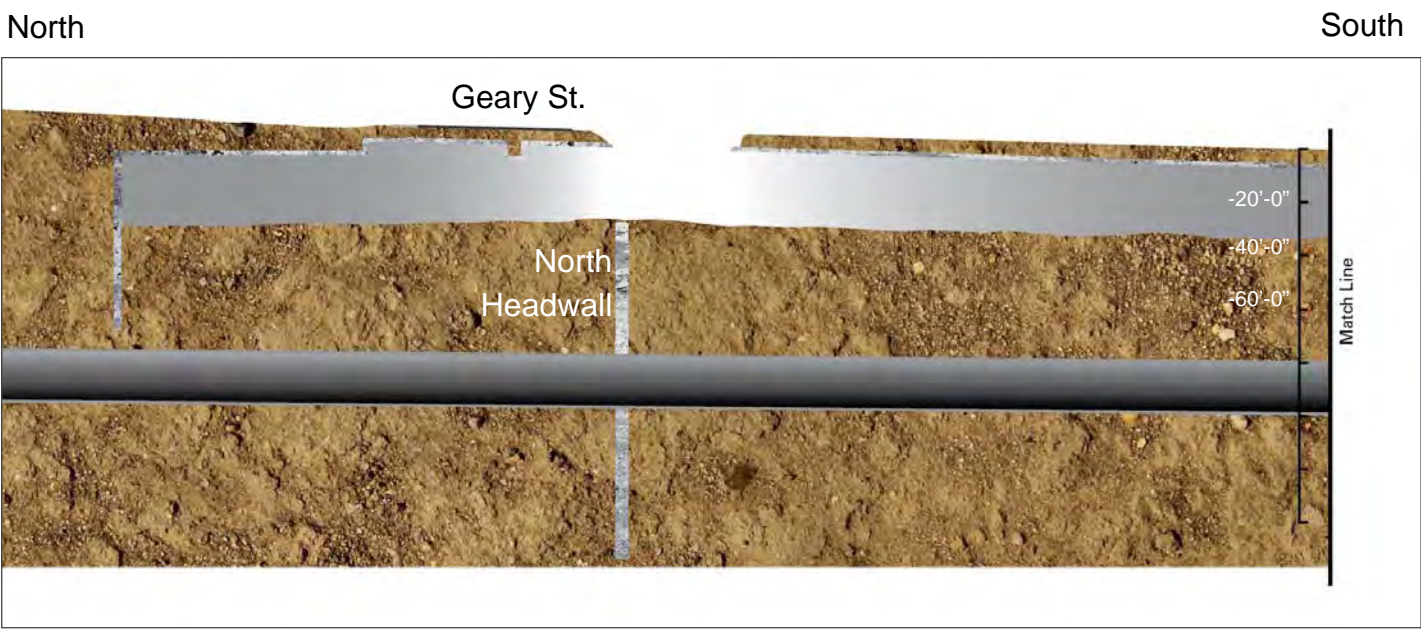 North
South
Geary St.
-20'-0"
-40'-0"
-60'-0"
North
Headwall
Match Line